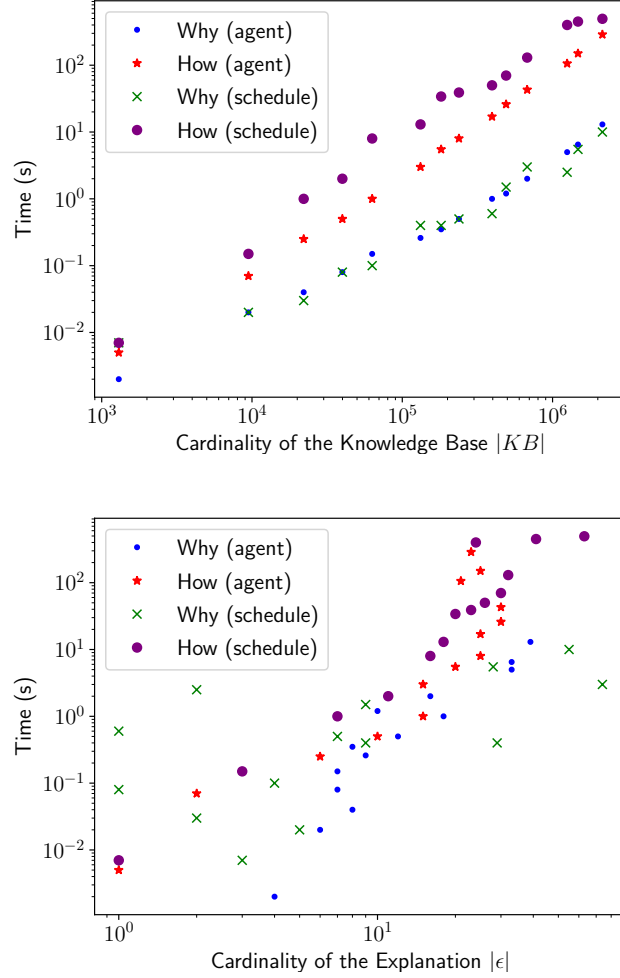 Why (agent)
How (agent)
Why (schedule)
How (schedule)
10^2
10^1
10^0
10^-1
10^-2
Time (s)
10^3 10^4 10^5 10^6
Cardinality of the Knowledge Base |KB|
Why (agent)
How (agent)
Why (schedule)
How (schedule)
10^2
10^1
10^0
10^-1
10^-2
Time (s)
10^0 10^1
Cardinality of the Explanation |ϵ|